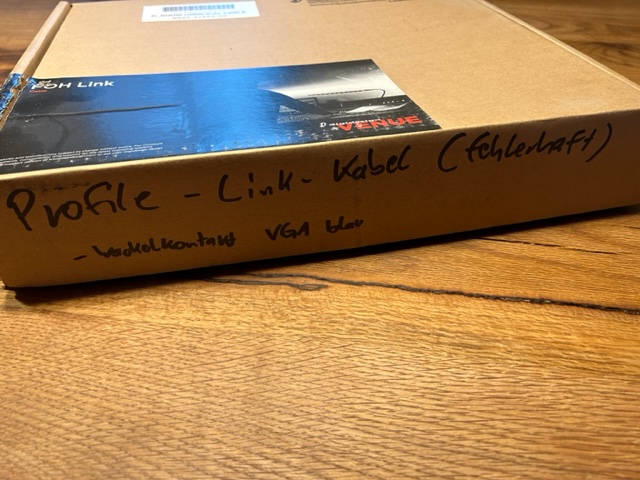 FOH Link
VENUE
Profile - Link - Kabel (fehlerhaft)
- Wackelkontakt VGA blau